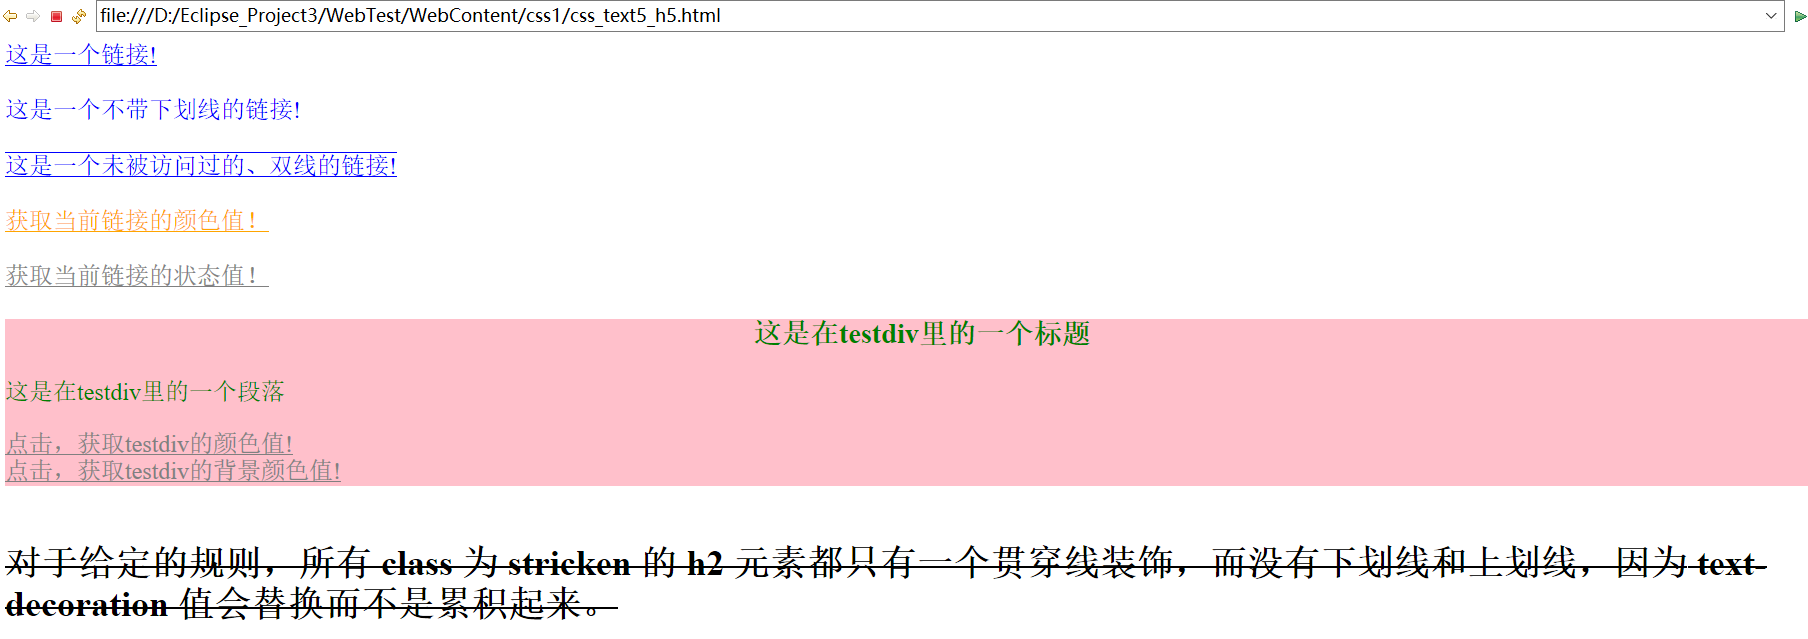 file:///D:/Eclipse_Project3/WebTest/WebContent/css1/css_text5_h5.html
这是一个链接!
这是一个不带下划线的链接!
这是一个未被访问过的、双线的链接!
获取当前链接的颜色值！
获取当前链接的状态值！
这是在testdiv里的一个标题
这是在testdiv里的一个段落
点击，获取testdiv的颜色值!
点击，获取testdiv的背景颜色值!
对于给定的规则，所有 class 为 stricken 的 h2 元素都只有一个贯穿线装饰，而没有下划线和上划线，因为 text-
decoration 值会替换而不是累积起来。